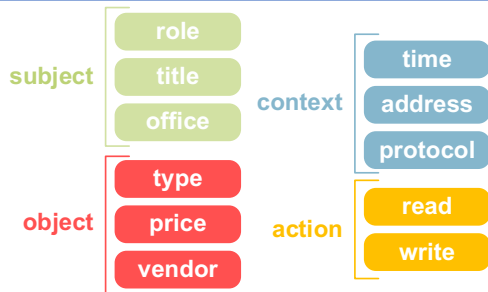 subject
role
title
office
object
type
price
vendor
context
time
address
protocol
action
read
write